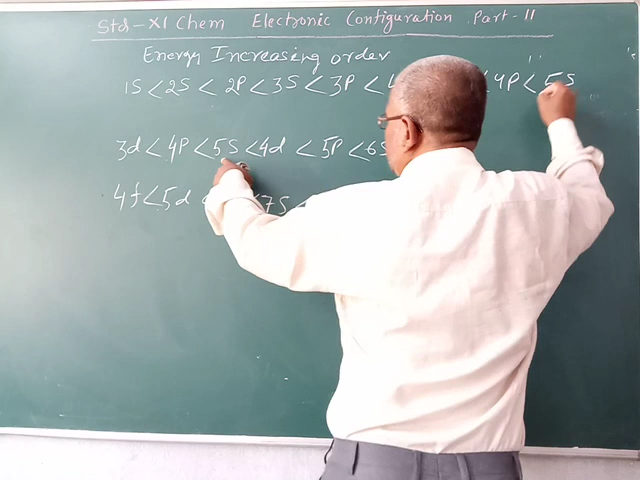 Std-XI Chem Electronic Configuration Part-II
Energy Increasing order
1S < 2S < 2P < 3S < 3P < 4 < 4P < 5S
3d < 4P < 5S < 4d < 5P < 6S
4f < 5d < 7S <